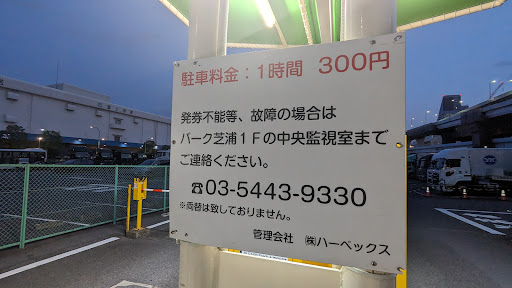 駐車料金：1時間　300円
発券不能等、故障の場合は
パーク芝浦１Ｆの中央監視室まで
ご連絡ください。
☎03-5443-9330
※両替は致しておりません。
管理会社　㈱ハーベックス